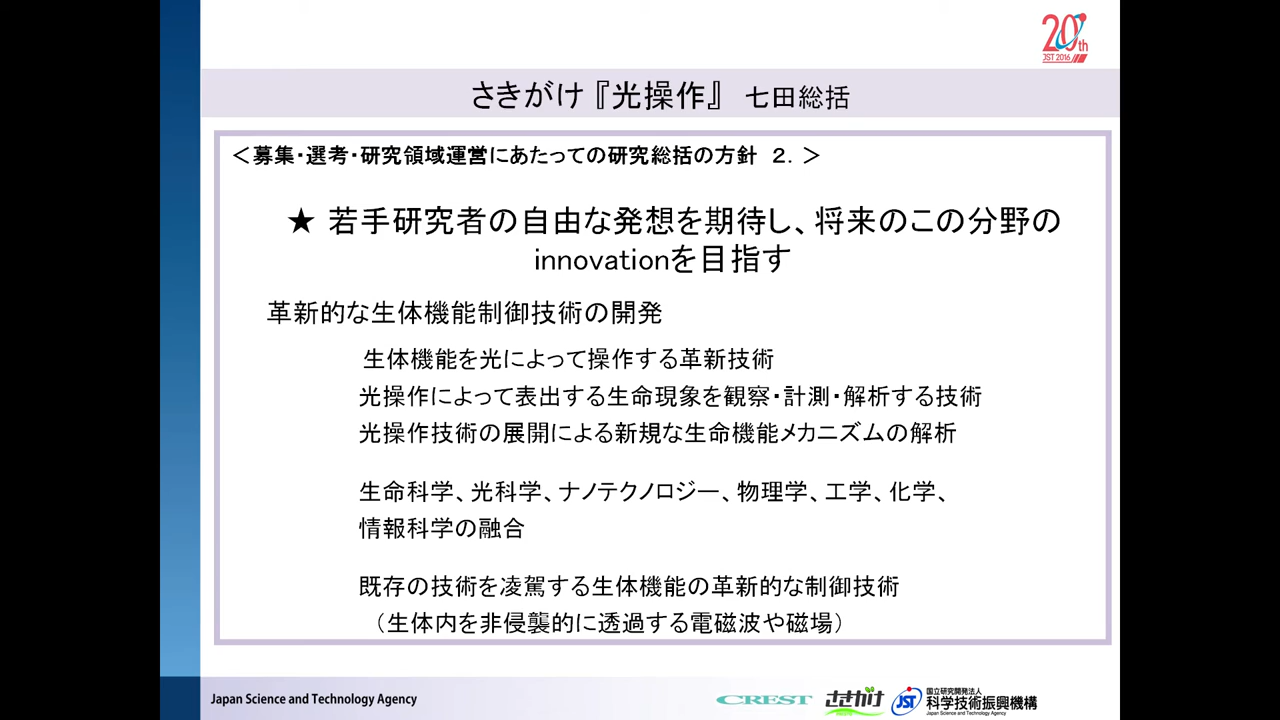 20th
JST 2016
さきがけ『光操作』 七田総括
＜募集・選考・研究領域運営にあたっての研究総括の方針 ２．＞
★ 若手研究者の自由な発想を期待し、将来のこの分野の
innovationを目指す
革新的な生体機能制御技術の開発
生体機能を光によって操作する革新技術
光操作によって表出する生命現象を観察・計測・解析する技術
光操作技術の展開による新規な生命機能メカニズムの解析
生命科学、光科学、ナノテクノロジー、物理学、工学、化学、
情報科学の融合
既存の技術を凌駕する生体機能の革新的な制御技術
（生体内を非侵襲的に透過する電磁波や磁場）
Japan Science and Technology Agency
CREST
さきがけ
JST
国立研究開発法人
科学技術振興機構
Japan Science and Technology Agency